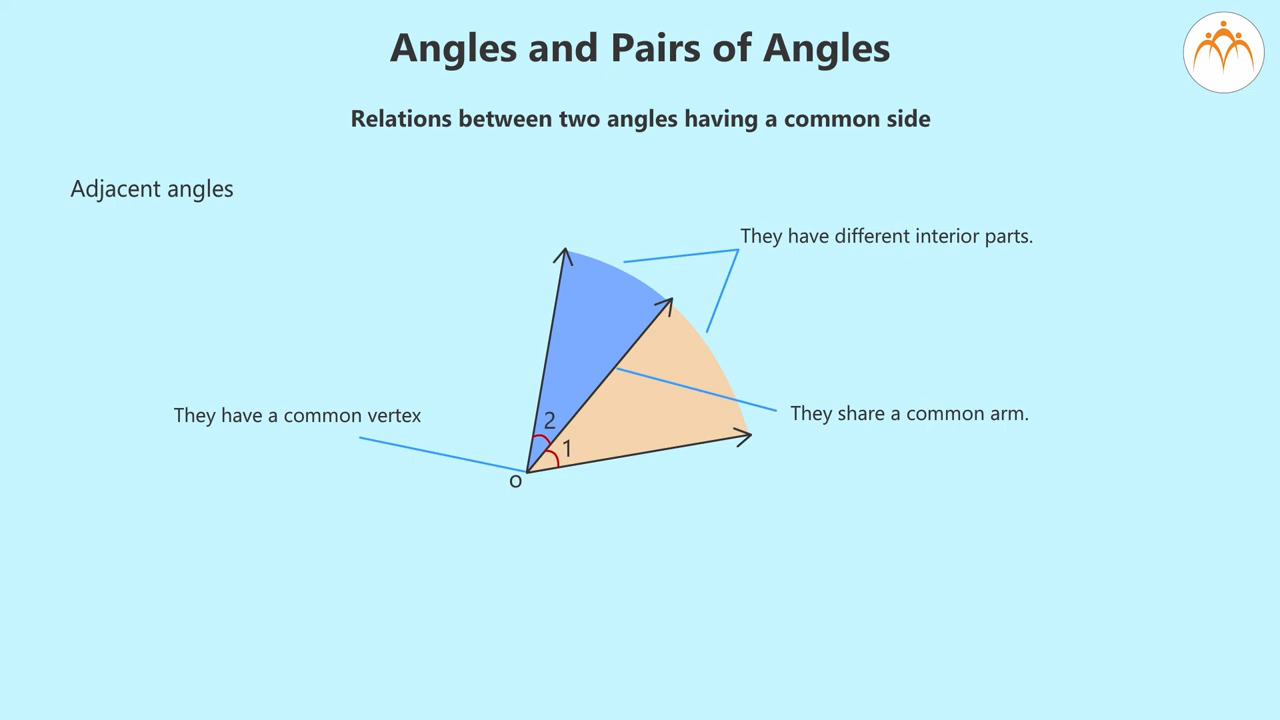 Angles and Pairs of Angles
Relations between two angles having a common side
Adjacent angles
They have different interior parts.
They have a common vertex
They share a common arm.
2
1
O